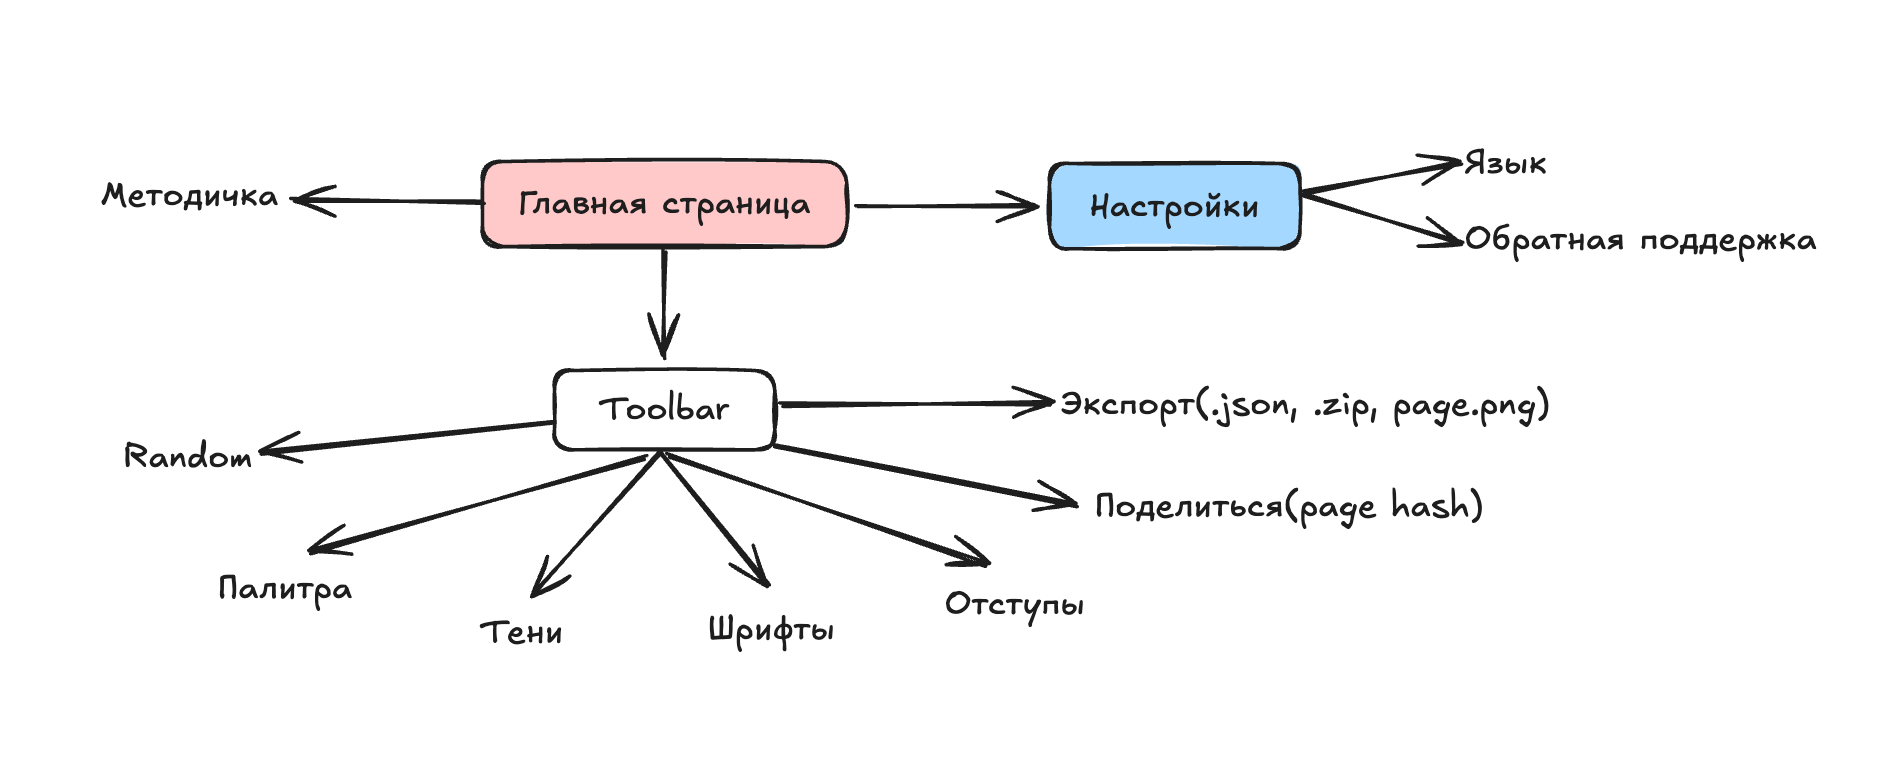 Язык
Методичка
Главная страница
Настройки
Обратная поддержка
Toolbar
Экспорт(.json, .zip, page.png)
Random
Поделиться(page hash)
Палитра
Отступы
Тени
Шрифты